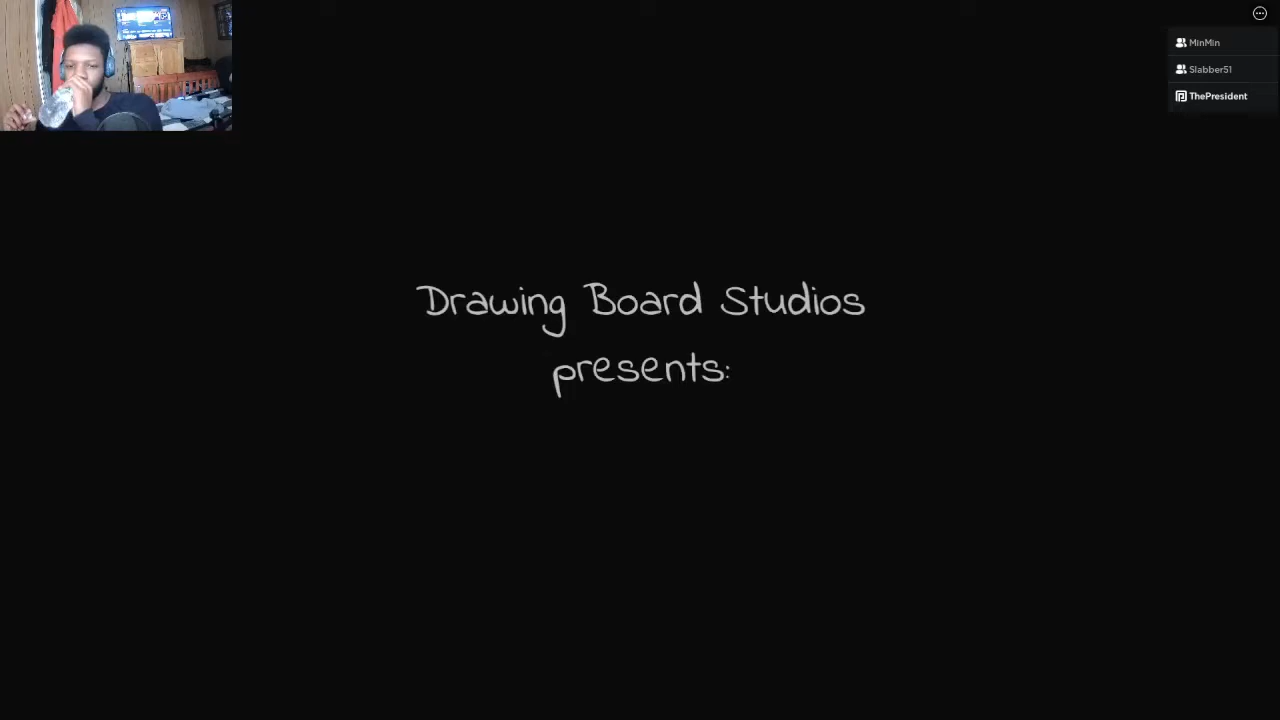 MinMin
Slabber51
ThePresident
Drawing Board Studios
presents: